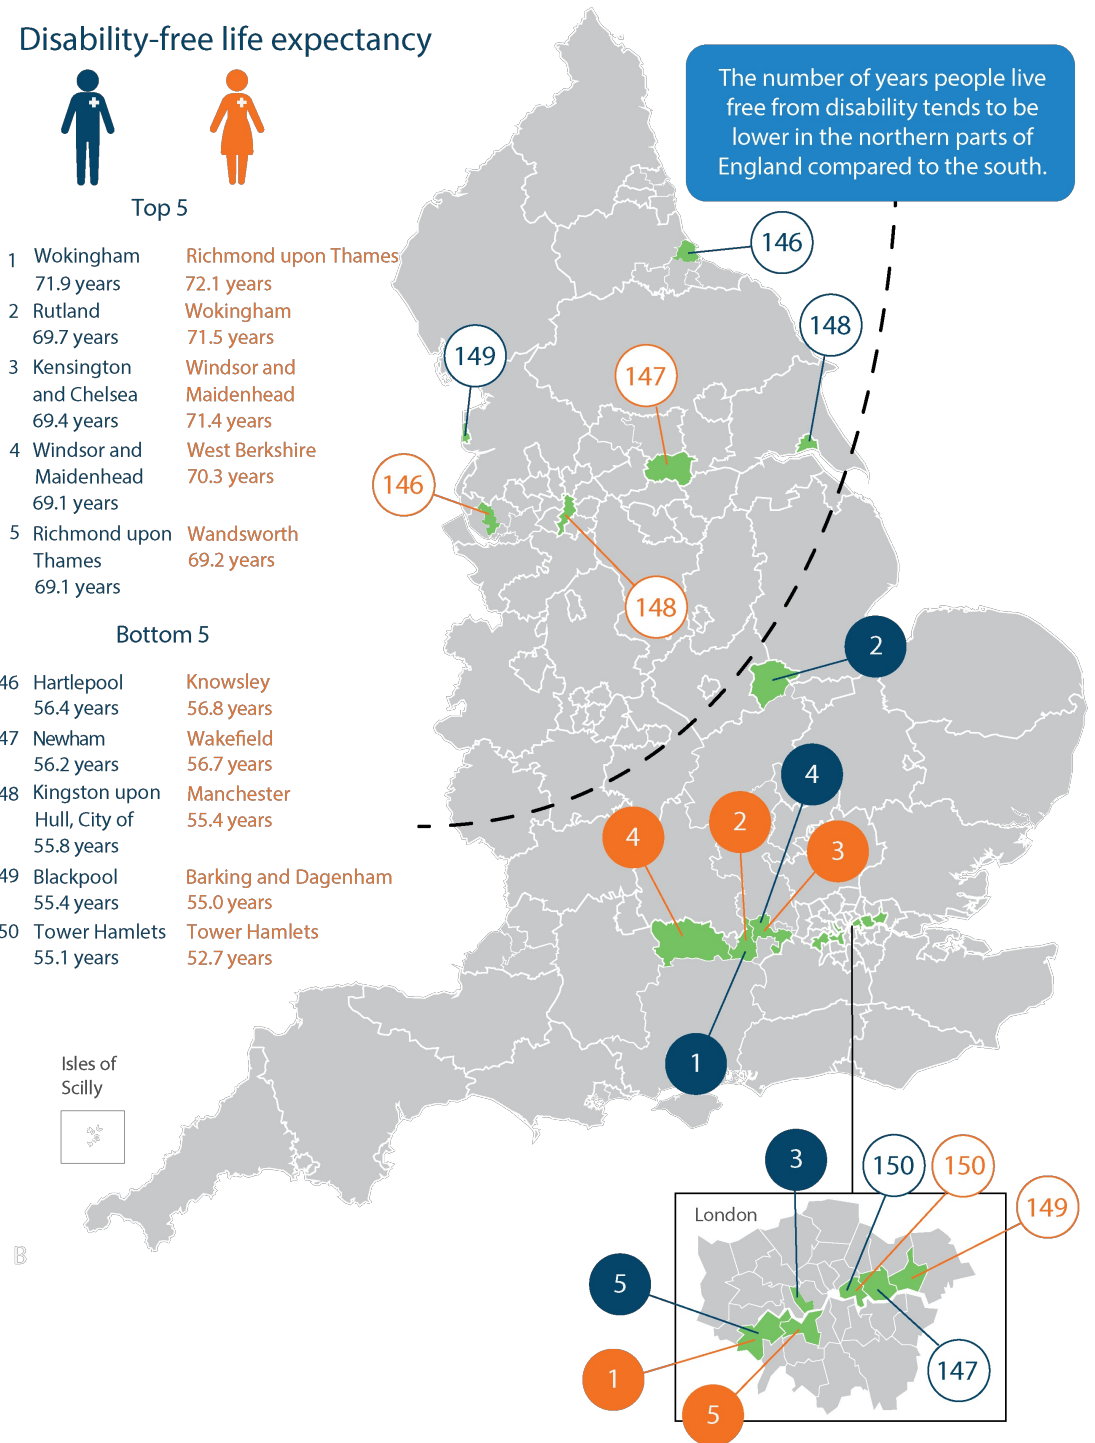 Disability-free life expectancy
The number of years people live
free from disability tends to be
lower in the northern parts of
England compared to the south.
Top 5
1 Wokingham Richmond upon Thames
71.9 years 72.1 years
2 Rutland Wokingham
69.7 years 71.5 years
3 Kensington Windsor and
and Chelsea Maidenhead
69.4 years 71.4 years
4 Windsor and West Berkshire
Maidenhead 70.3 years
69.1 years
5 Richmond upon Wandsworth
Thames 69.2 years
69.1 years
Bottom 5
46 Hartlepool Knowsley
56.4 years 56.8 years
47 Newham Wakefield
56.2 years 56.7 years
48 Kingston upon Manchester
Hull, City of 55.4 years
55.8 years
49 Blackpool Barking and Dagenham
55.4 years 55.0 years
50 Tower Hamlets Tower Hamlets
55.1 years 52.7 years
146
148
149
147
146
148
2
4
2
3
4
1
Isles of
Scilly
B
3
150
150
149
London
5
1
5
147